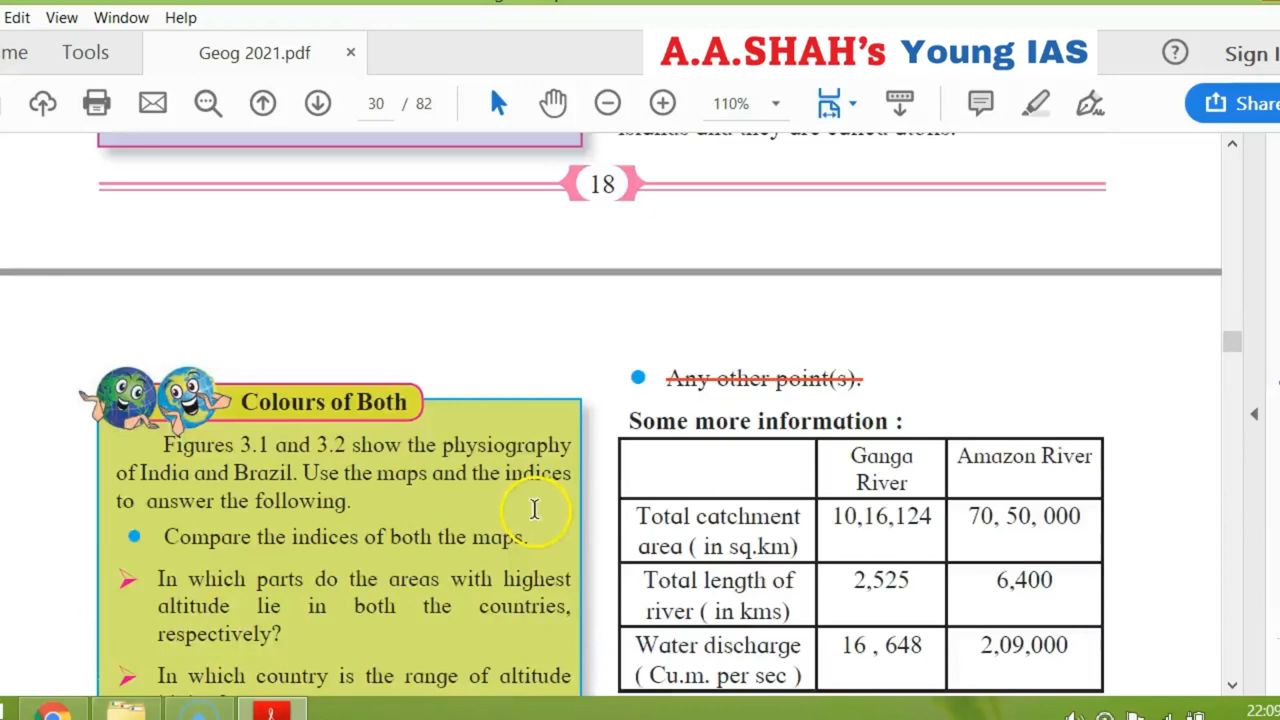 Edit View Window Help
me Tools Geog 2021.pdf × A.A.SHAH's Young IAS ? Sign I
30 / 82 110% Share
18
Colours of Both
Figures 3.1 and 3.2 show the physiography
of India and Brazil. Use the maps and the indices
to answer the following.
Compare the indices of both the maps.
In which parts do the areas with highest
altitude lie in both the countries,
respectively?
In which country is the range of altitude
Any other point(s).
Some more information :
Ganga Amazon River
River
Total catchment 10,16,124 70, 50, 000
area ( in sq.km)
Total length of 2,525 6,400
river ( in kms)
Water discharge 16 , 648 2,09,000
( Cu.m. per sec )
22:09